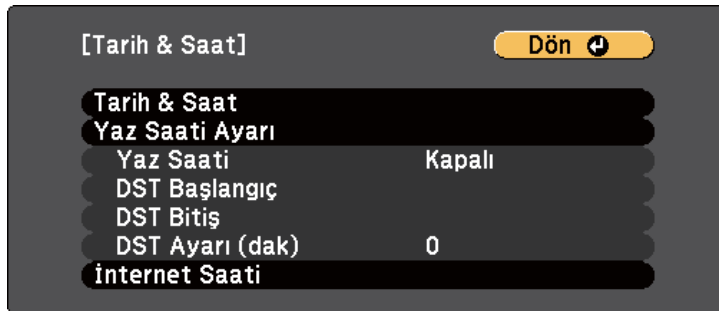 [Tarih & Saat] Dön
Tarih & Saat
Yaz Saati Ayarı
Yaz Saati Kapalı
DST Başlangıç
DST Bitiş
DST Ayarı (dak) 0
İnternet Saati